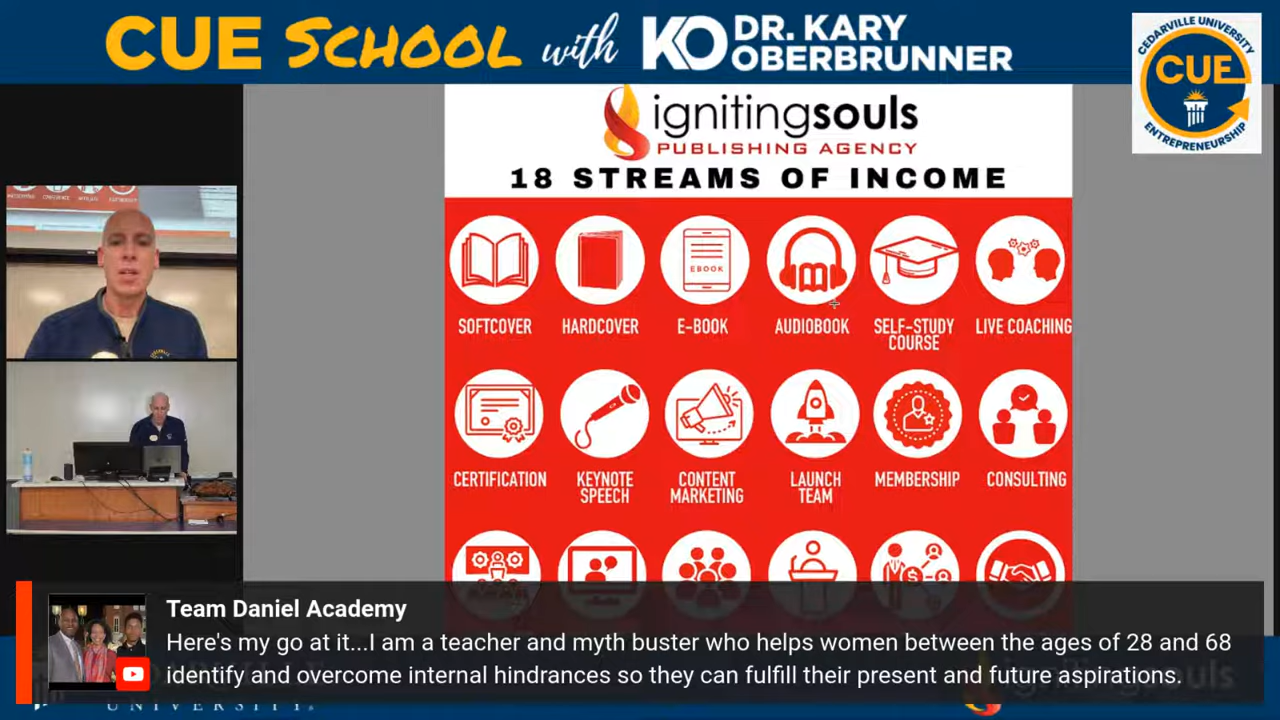 CUE SCHOOL with KO DR. KARY OBERBRUNNER
CEDARVILLE UNIVERSITY
CUE
ENTREPRENEURSHIP
ignitingsouls
PUBLISHING AGENCY
18 STREAMS OF INCOME
EBOOK
SOFTCOVER HARDCOVER E-BOOK AUDIOBOOK SELF-STUDY COURSE LIVE COACHING
CERTIFICATION KEYNOTE SPEECH CONTENT MARKETING LAUNCH TEAM MEMBERSHIP CONSULTING
Team Daniel Academy
Here's my go at it...I am a teacher and myth buster who helps women between the ages of 28 and 68
identify and overcome internal hindrances so they can fulfill their present and future aspirations.
ignitingsouls
UNIVERSITY.